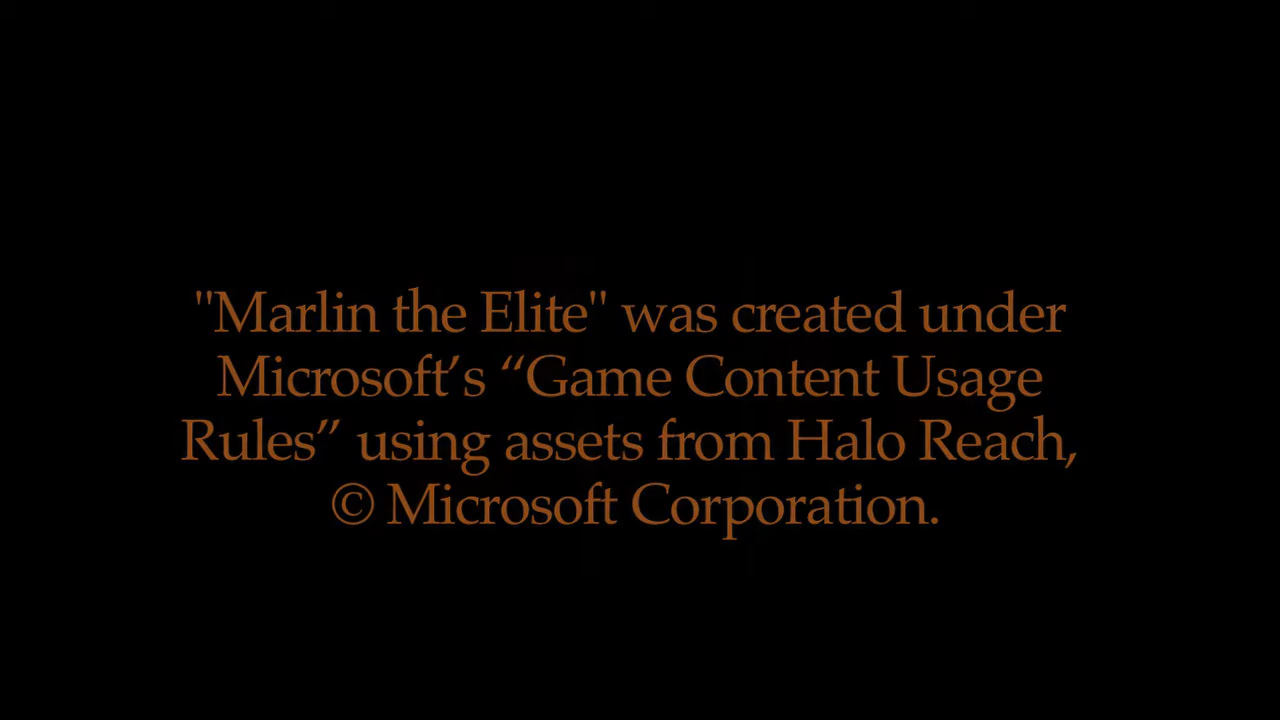 "Marlin the Elite" was created under
Microsoft’s “Game Content Usage
Rules” using assets from Halo Reach,
© Microsoft Corporation.